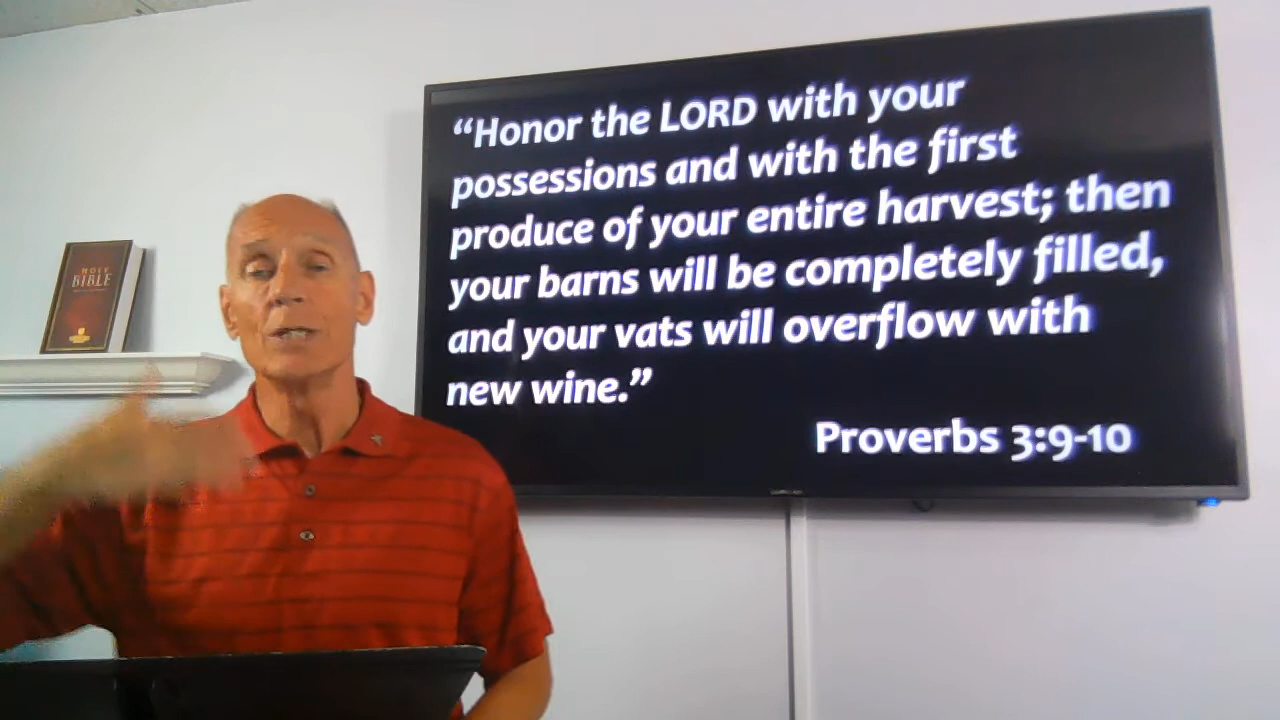 HOLY
BIBLE
“Honor the LORD with your
possessions and with the first
produce of your entire harvest; then
your barns will be completely filled,
and your vats will overflow with
new wine.”
Proverbs 3:9-10